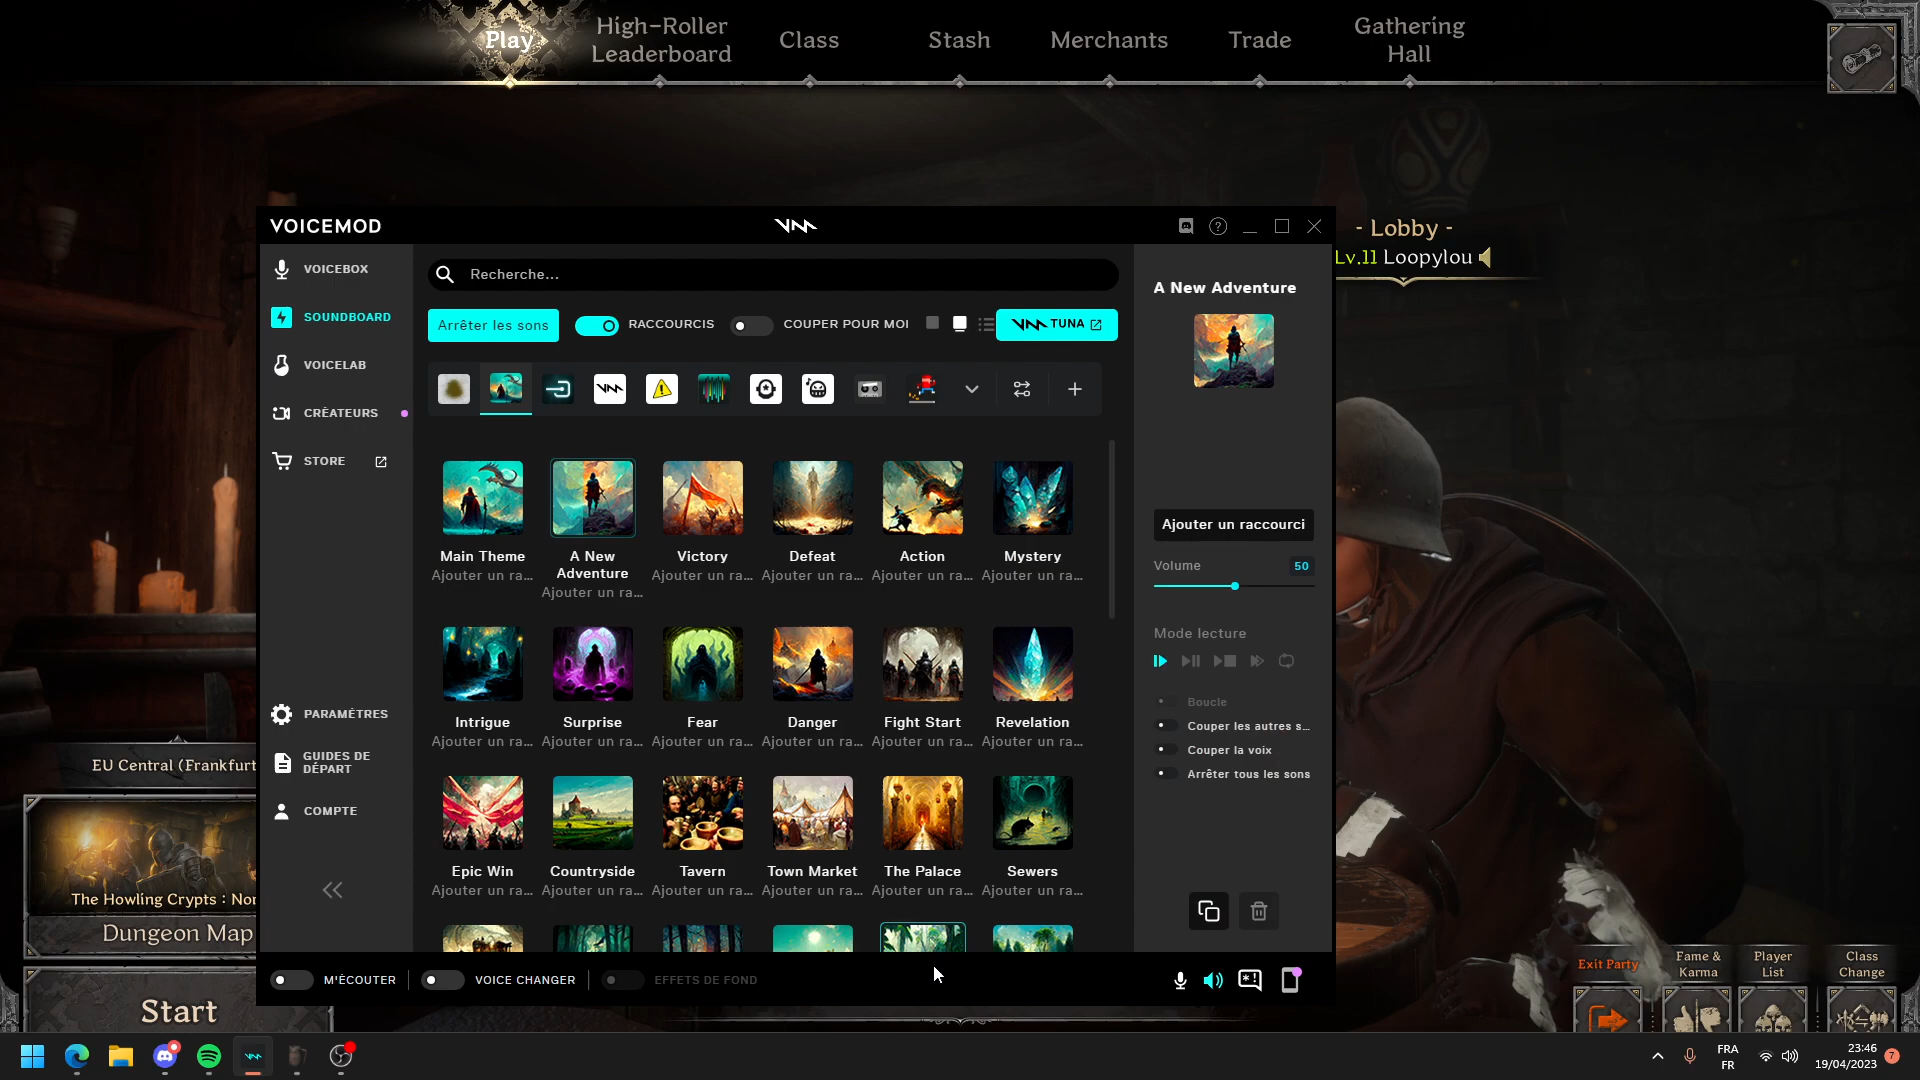 Play
High-Roller
Leaderboard
Class
Stash
Merchants
Trade
Gathering
Hall
- Lobby -
Lv.11 Loopylou
VOICEMOD
VOICEBOX
SOUNDBOARD
VOICELAB
CRÉATEURS
STORE
PARAMÈTRES
GUIDES DE
DÉPART
COMPTE
Recherche...
Arrêter les sons
RACCOURCIS
COUPER POUR MOI
TUNA
Main Theme
Ajouter un ra...
A New
Adventure
Ajouter un ra...
Victory
Ajouter un ra...
Defeat
Ajouter un ra...
Action
Ajouter un ra...
Mystery
Ajouter un ra...
Intrigue
Ajouter un ra...
Surprise
Ajouter un ra...
Fear
Ajouter un ra...
Danger
Ajouter un ra...
Fight Start
Ajouter un ra...
Revelation
Ajouter un ra...
Epic Win
Ajouter un ra...
Countryside
Ajouter un ra...
Tavern
Ajouter un ra...
Town Market
Ajouter un ra...
The Palace
Ajouter un ra...
Sewers
Ajouter un ra...
A New Adventure
Ajouter un raccourci
Volume
50
Mode lecture
Boucle
Couper les autres s...
Couper la voix
Arrêter tous les sons
M'ÉCOUTER
VOICE CHANGER
EFFETS DE FOND
EU Central (Frankfurt
The Howling Crypts : Nor
Dungeon Map
Start
Exit Party
Fame &
Karma
Player
List
Class
Change
FRA
FR
23:46
19/04/2023
7